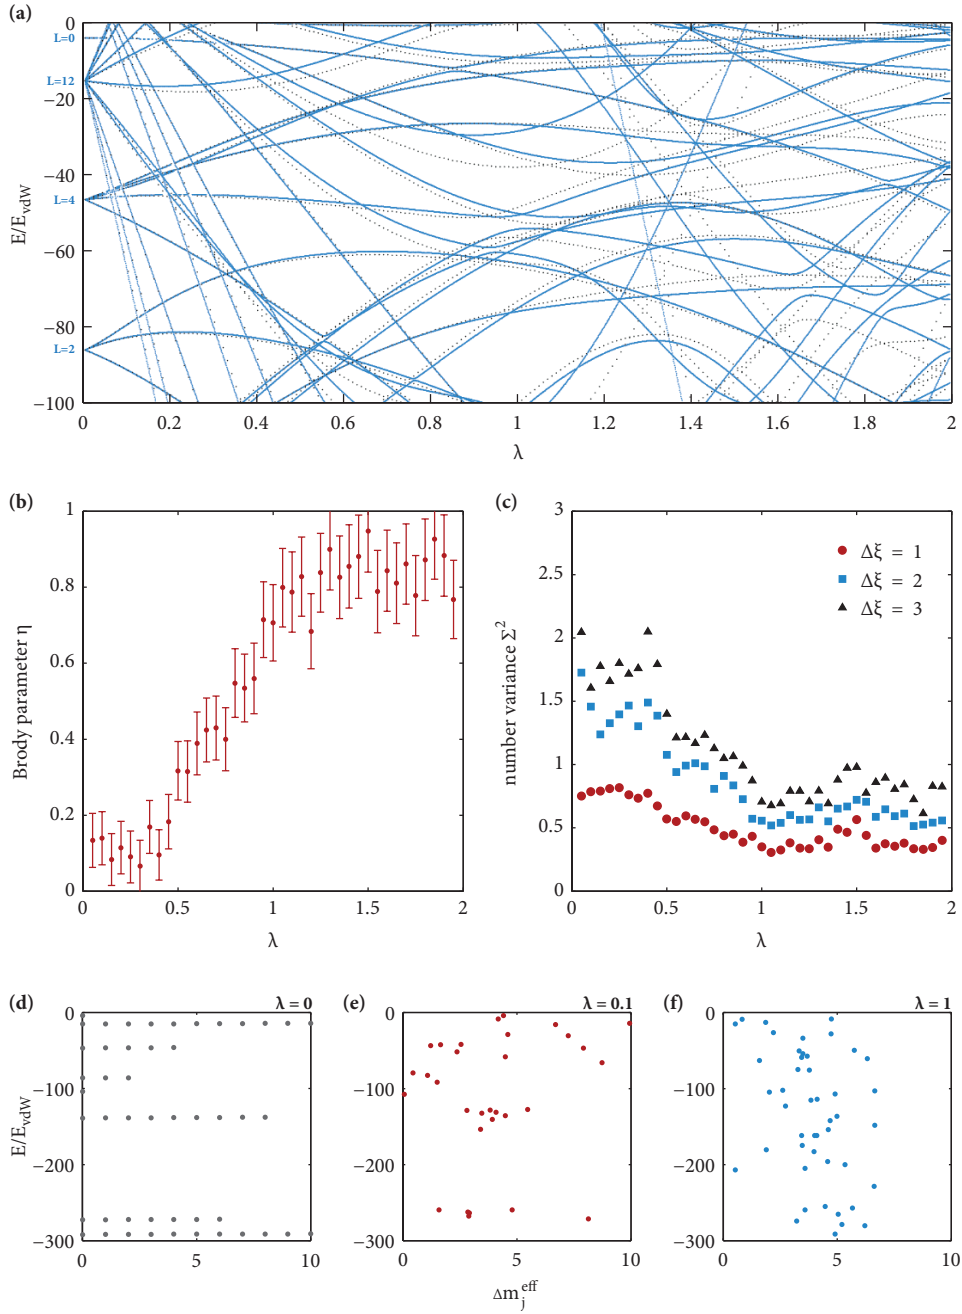 (a)
0
−20
−40
−60
−80
−100
E/E_vdW
L=0
L=12
L=4
L=2
0 0.2 0.4 0.6 0.8 1 1.2 1.4 1.6 1.8 2
λ
(b)
1
0.8
0.6
0.4
0.2
0
Brody parameter η
0 0.5 1 1.5 2
λ
(c)
3
2.5
2
1.5
1
0.5
0
number variance Σ²
Δξ = 1
Δξ = 2
Δξ = 3
0 0.5 1 1.5 2
λ
(d) λ = 0
0
−100
−200
−300
E/E_vdW
0 5 10
(e) λ = 0.1
0
−100
−200
−300
0 5 10
Δm_j^eff
(f) λ = 1
0
−100
−200
−300
0 5 10